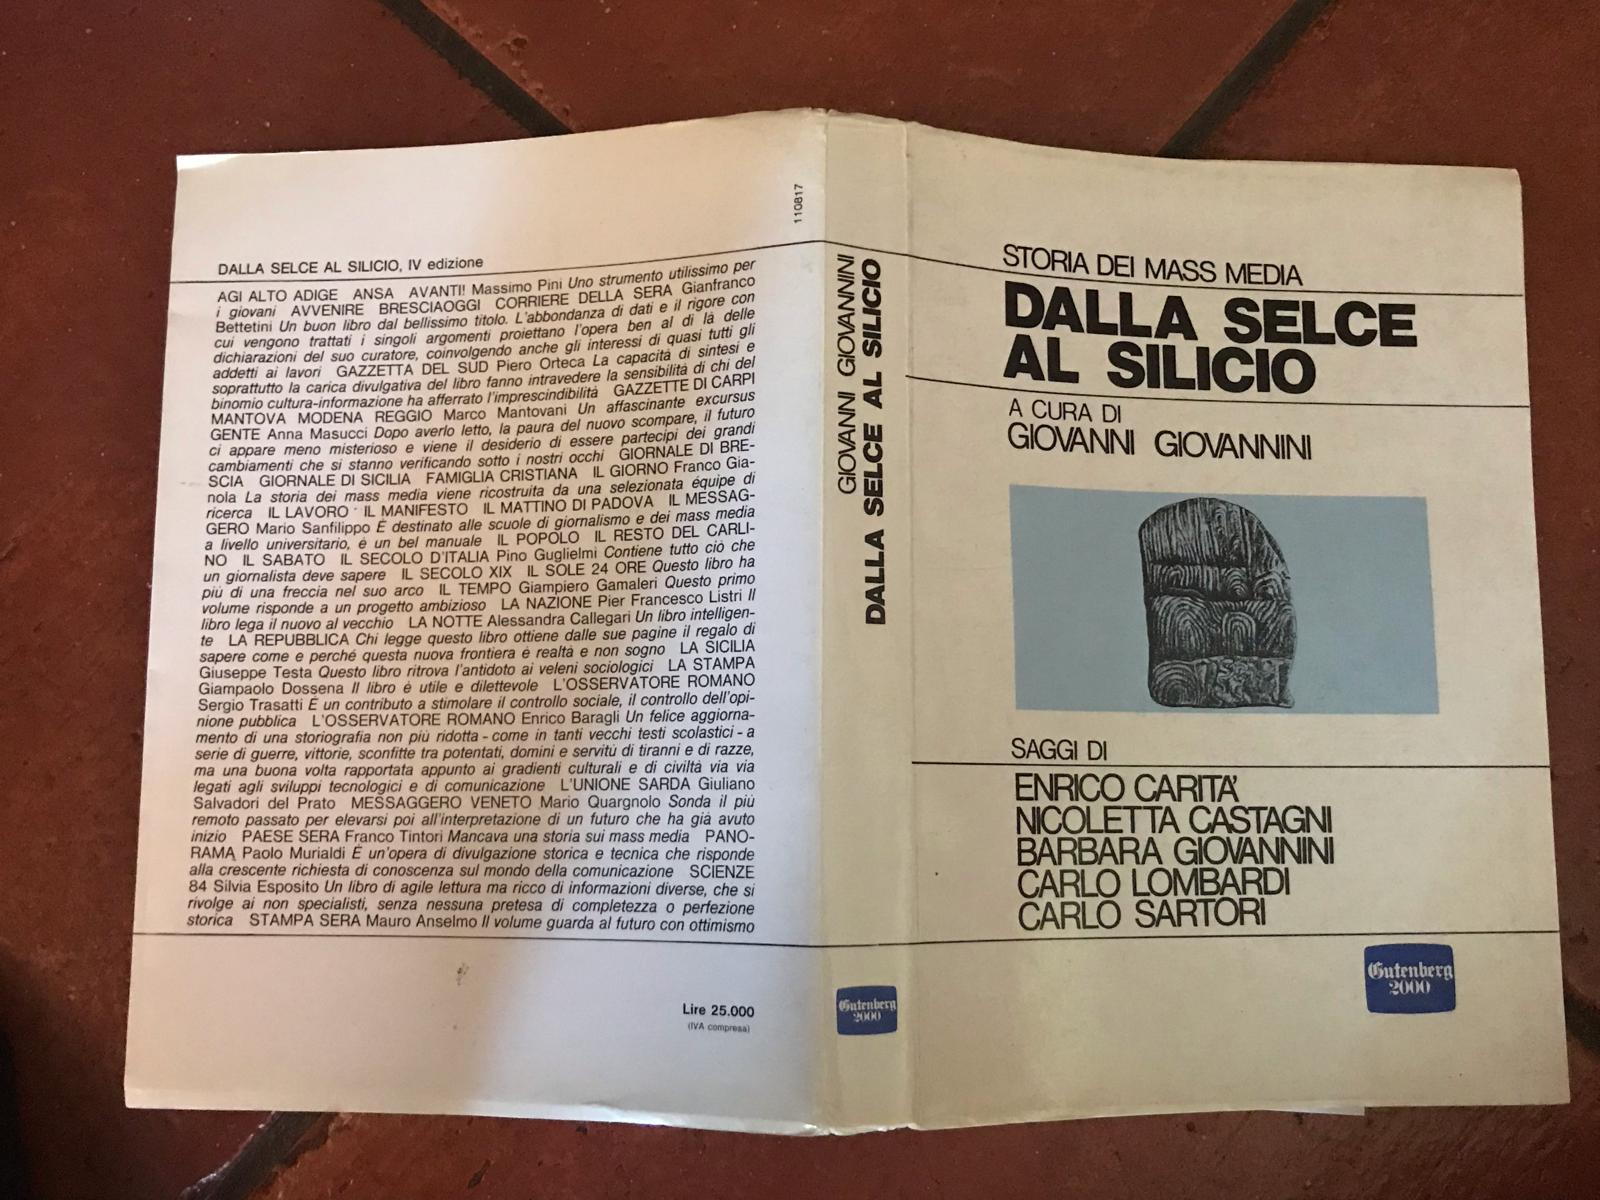 DALLA SELCE AL SILICIO, IV edizione
AGI ALTO ADIGE ANSA AVANTI! Massimo Pini Uno strumento utilissimo per
i giovani AVVENIRE BRESCIAOGGI CORRIERE DELLA SERA Gianfranco
Bettetini Un buon libro dal bellissimo titolo. L'abbondanza di dati e il rigore con
cui vengono trattati i singoli argomenti proiettano l'opera ben al di là delle
dichiarazioni del suo curatore, coinvolgendo anche gli interessi di quasi tutti gli
addetti ai lavori GAZZETTA DEL SUD Piero Orteca La capacità di sintesi e
soprattutto la carica divulgativa del libro fanno intravedere la sensibilità di chi del
binomio cultura-informazione ha afferrato l'imprescindibilità GAZZETTE DI CARPI
MANTOVA MODENA REGGIO Marco Mantovani Un affascinante excursus
GENTE Anna Masucci Dopo averlo letto, la paura del nuovo scompare, il futuro
ci appare meno misterioso e viene il desiderio di essere partecipi dei grandi
cambiamenti che si stanno verificando sotto i nostri occhi GIORNALE DI BRE-
SCIA GIORNALE DI SICILIA FAMIGLIA CRISTIANA IL GIORNO Franco Gia-
nola La storia dei mass media viene ricostruita da una selezionata équipe di
ricerca IL LAVORO IL MANIFESTO IL MATTINO DI PADOVA IL MESSAG-
GERO Mario Sanfilippo È destinato alle scuole di giornalismo e dei mass media
a livello universitario, è un bel manuale IL POPOLO IL RESTO DEL CARLI-
NO IL SABATO IL SECOLO D'ITALIA Pino Guglielmi Contiene tutto ciò che
un giornalista deve sapere IL SECOLO XIX IL SOLE 24 ORE Questo libro ha
più di una freccia nel suo arco IL TEMPO Giampiero Gamaleri Questo primo
volume risponde a un progetto ambizioso LA NAZIONE Pier Francesco Listri Il
libro lega il nuovo al vecchio LA NOTTE Alessandra Callegari Un libro intelligen-
te LA REPUBBLICA Chi legge questo libro ottiene dalle sue pagine il regalo di
sapere come e perché questa nuova frontiera è realtà e non sogno LA SICILIA
Giuseppe Testa Questo libro ritrova l'antidoto ai veleni sociologici LA STAMPA
Giampaolo Dossena Il libro è utile e dilettevole L'OSSERVATORE ROMANO
Sergio Trasatti È un contributo a stimolare il controllo sociale, il controllo dell'opi-
nione pubblica L'OSSERVATORE ROMANO Enrico Baragli Un felice aggiorna-
mento di una storiografia non più ridotta - come in tanti vecchi testi scolastici - a
serie di guerre, vittorie, sconfitte tra potentati, domini e servitù di tiranni e di razze,
ma una buona volta rapportata appunto ai gradienti culturali e di civiltà via via
legati agli sviluppi tecnologici e di comunicazione L'UNIONE SARDA Giuliano
Salvadori del Prato MESSAGGERO VENETO Mario Quargnolo Sonda il più
remoto passato per elevarsi poi all'interpretazione di un futuro che ha già avuto
inizio PAESE SERA Franco Tintori Mancava una storia sui mass media PANO-
RAMA Paolo Murialdi È un'opera di divulgazione storica e tecnica che risponde
alla crescente richiesta di conoscenza sul mondo della comunicazione SCIENZE
84 Silvia Esposito Un libro di agile lettura ma ricco di informazioni diverse, che si
rivolge ai non specialisti, senza nessuna pretesa di completezza o perfezione
storica STAMPA SERA Mauro Anselmo Il volume guarda al futuro con ottimismo
Lire 25.000
(IVA compresa)
110817
GIOVANNI GIOVANNINI
DALLA SELCE AL SILICIO
Gutenberg
2000
STORIA DEI MASS MEDIA
DALLA SELCE
AL SILICIO
A CURA DI
GIOVANNI GIOVANNINI
SAGGI DI
ENRICO CARITA'
NICOLETTA CASTAGNI
BARBARA GIOVANNINI
CARLO LOMBARDI
CARLO SARTORI
Gutenberg
2000